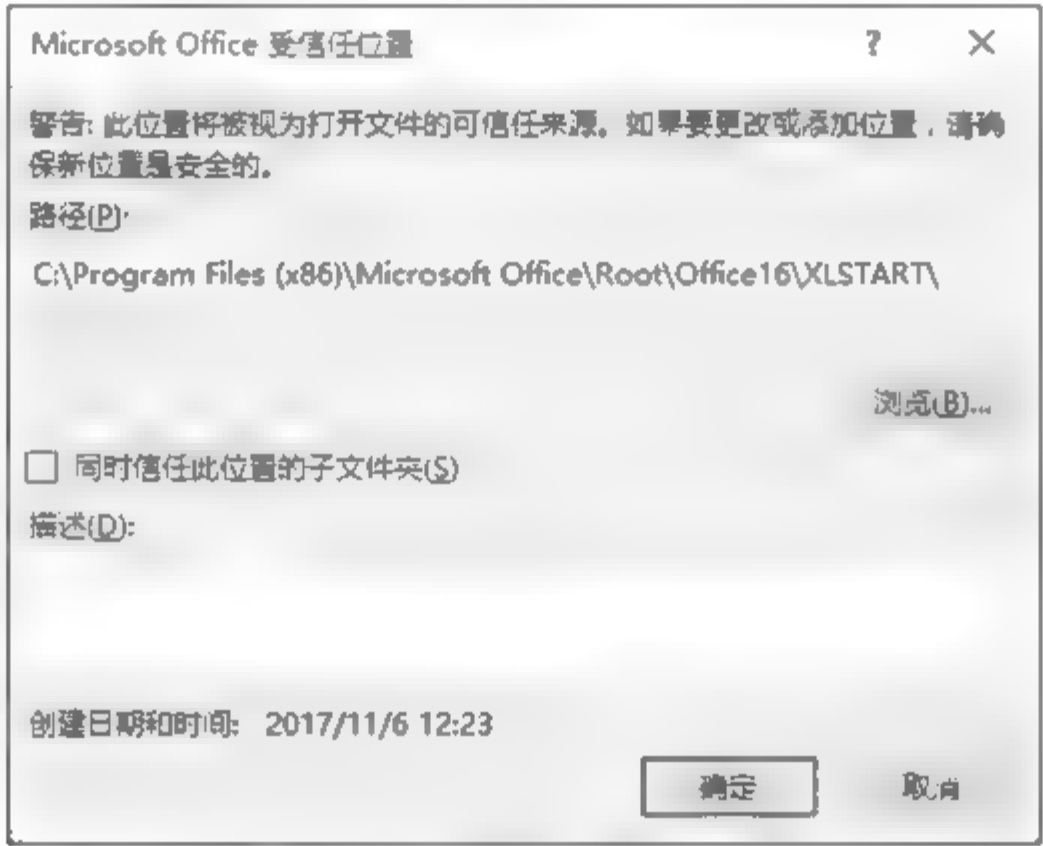 Microsoft Office 受信任位置
警告: 此位置将被视为打开文件的可信任来源。如果要更改或添加位置，请确
保新位置是安全的。
路径(P):
C:\Program Files (x86)\Microsoft Office\Root\Office16\XLSTART\
浏览(B)...
同时信任此位置的子文件夹(S)
描述(D):
创建日期和时间: 2017/11/6 12:23
确定 取消